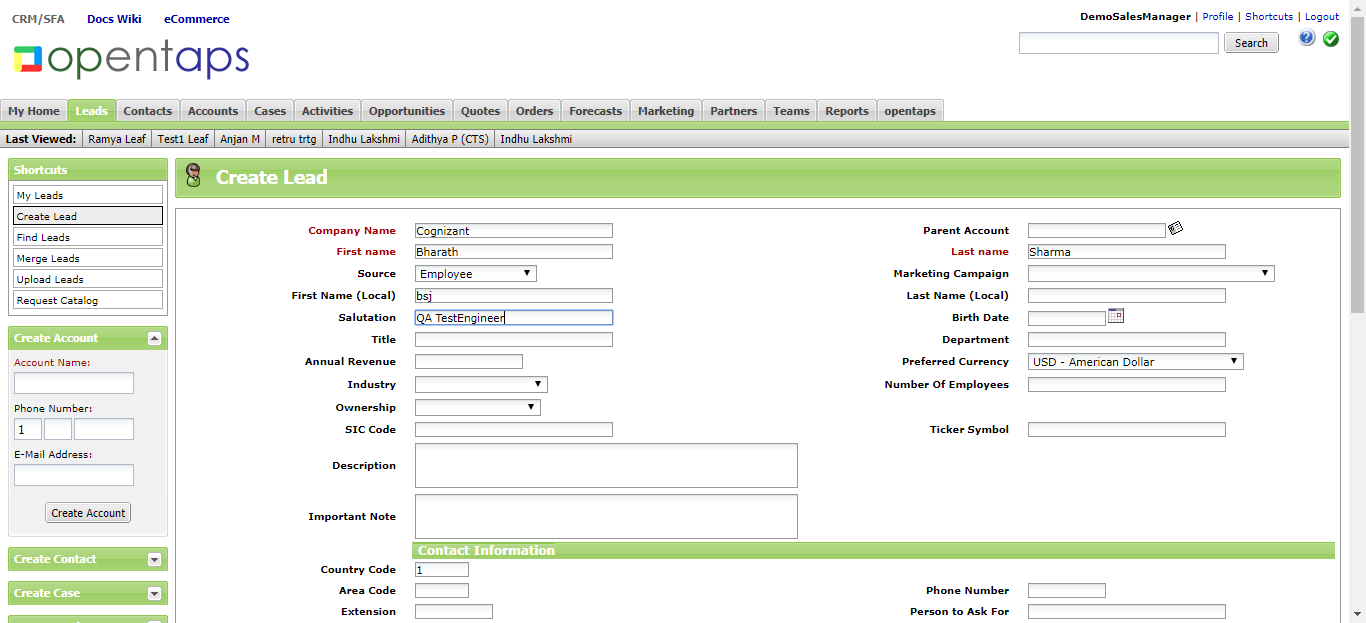 CRM/SFA Docs Wiki eCommerce
DemoSalesManager | Profile | Shortcuts | Logout
opentaps
Search
My Home Leads Contacts Accounts Cases Activities Opportunities Quotes Orders Forecasts Marketing Partners Teams Reports opentaps
Last Viewed: Ramya Leaf Test1 Leaf Anjan M retru trtg Indhu Lakshmi Adithya P (CTS) Indhu Lakshmi
Shortcuts
My Leads
Create Lead
Find Leads
Merge Leads
Upload Leads
Request Catalog
Create Account
Account Name:
Phone Number:
1
E-Mail Address:
Create Account
Create Contact
Create Case
Create Lead
Company Name Cognizant Parent Account
First name Bharath Last name Sharma
Source Employee Marketing Campaign
First Name (Local) bsj Last Name (Local)
Salutation QA TestEngineer Birth Date
Title Department
Annual Revenue Preferred Currency USD - American Dollar
Industry Number Of Employees
Ownership
SIC Code Ticker Symbol
Description
Important Note
Contact Information
Country Code 1
Area Code Phone Number
Extension Person to Ask For